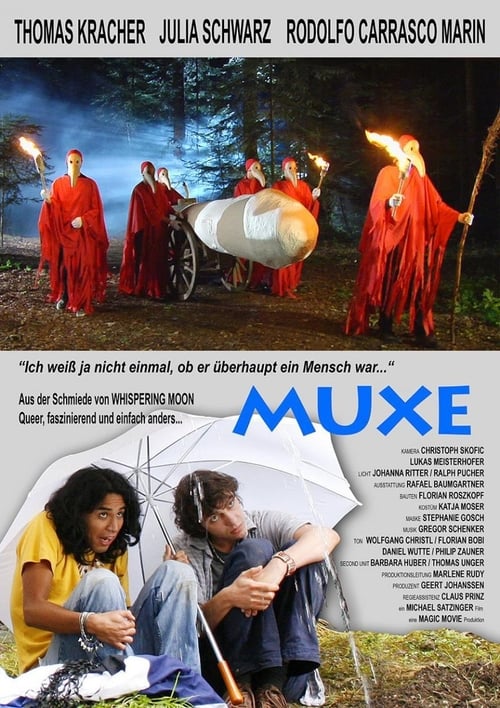 THOMAS KRACHER JULIA SCHWARZ RODOLFO CARRASCO MARIN
“Ich weiß ja nicht einmal, ob er überhaupt ein Mensch war...“
Aus der Schmiede von WHISPERING MOON
Queer, faszinierend und einfach anders...
MUXE
KAMERA CHRISTOPH SKOFIC
LUKAS MEISTERHOFER
LICHT JOHANNA RITTER / RALPH PUCHER
AUSSTATTUNG RAFAEL BAUMGARTNER
BAUTEN FLORIAN ROSZKOPF
KOSTÜM KATJA MOSER
MASKE STEPHANIE GOSCH
MUSIK GREGOR SCHENKER
TON WOLFGANG CHRISTL / FLORIAN BOBI
DANIEL WUTTE / PHILIP ZAUNER
SECOND UNIT BARBARA HUBER / THOMAS UNGER
PRODUKTIONSLEITUNG MARLENE RUDY
PRODUZENT GEERT JOHANSSEN
REGIEASSISTENZ CLAUS PRINZ
ein MICHAEL SATZINGER Film
eine MAGIC MOVIE Produktion